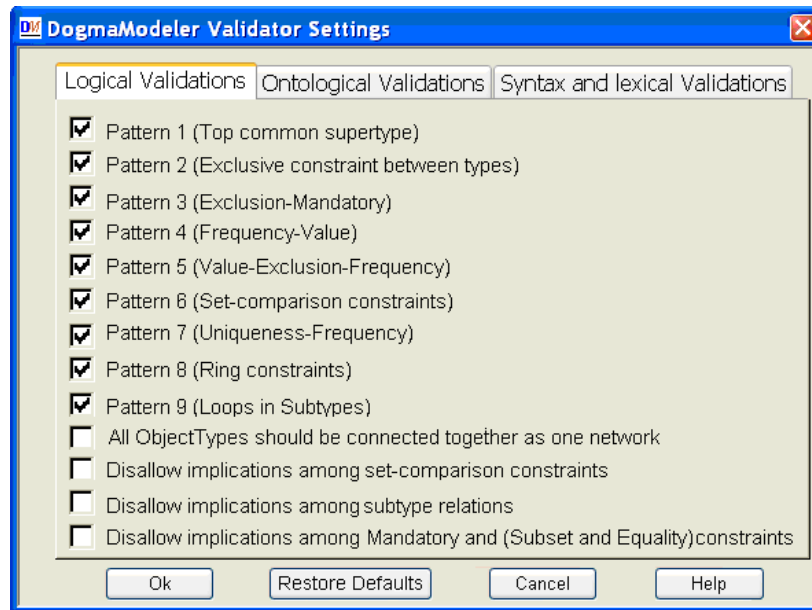 DM DogmaModeler Validator Settings
Logical Validations Ontological Validations Syntax and lexical Validations
Pattern 1 (Top common supertype)
Pattern 2 (Exclusive constraint between types)
Pattern 3 (Exclusion-Mandatory)
Pattern 4 (Frequency-Value)
Pattern 5 (Value-Exclusion-Frequency)
Pattern 6 (Set-comparison constraints)
Pattern 7 (Uniqueness-Frequency)
Pattern 8 (Ring constraints)
Pattern 9 (Loops in Subtypes)
All ObjectTypes should be connected together as one network
Disallow implications among set-comparison constraints
Disallow implications among subtype relations
Disallow implications among Mandatory and (Subset and Equality)constraints
Ok Restore Defaults Cancel Help